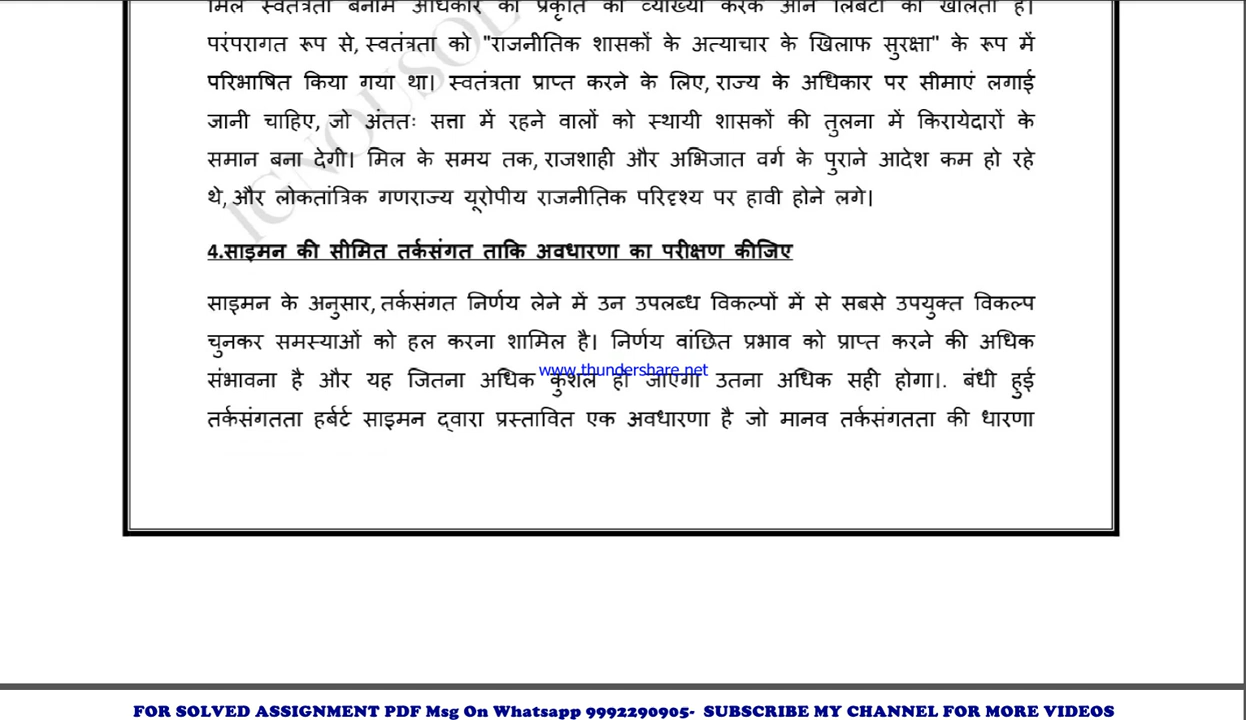 मिल स्वतंत्रता बनाम अधिकार की प्रकृति की व्याख्या करके ऑन लिबर्टी को खोलता है।
परंपरागत रूप से, स्वतंत्रता को "राजनीतिक शासकों के अत्याचार के खिलाफ सुरक्षा" के रूप में
परिभाषित किया गया था। स्वतंत्रता प्राप्त करने के लिए, राज्य के अधिकार पर सीमाएं लगाई
जानी चाहिए, जो अंततः सत्ता में रहने वालों को स्थायी शासकों की तुलना में किरायेदारों के
समान बना देगी। मिल के समय तक, राजशाही और अभिजात वर्ग के पुराने आदेश कम हो रहे
थे, और लोकतांत्रिक गणराज्य यूरोपीय राजनीतिक परिदृश्य पर हावी होने लगे।
4.साइमन की सीमित तर्कसंगत ताकि अवधारणा का परीक्षण कीजिए
साइमन के अनुसार, तर्कसंगत निर्णय लेने में उन उपलब्ध विकल्पों में से सबसे उपयुक्त विकल्प
चुनकर समस्याओं को हल करना शामिल है। निर्णय वांछित प्रभाव को प्राप्त करने की अधिक
www.thundershare.net
संभावना है और यह जितना अधिक कुशल हो जाएगा उतना अधिक सही होगा।. बंधी हुई
तर्कसंगतता हर्बर्ट साइमन द्वारा प्रस्तावित एक अवधारणा है जो मानव तर्कसंगतता की धारणा
FOR SOLVED ASSIGNMENT PDF Msg On Whatsapp 9992290905- SUBSCRIBE MY CHANNEL FOR MORE VIDEOS